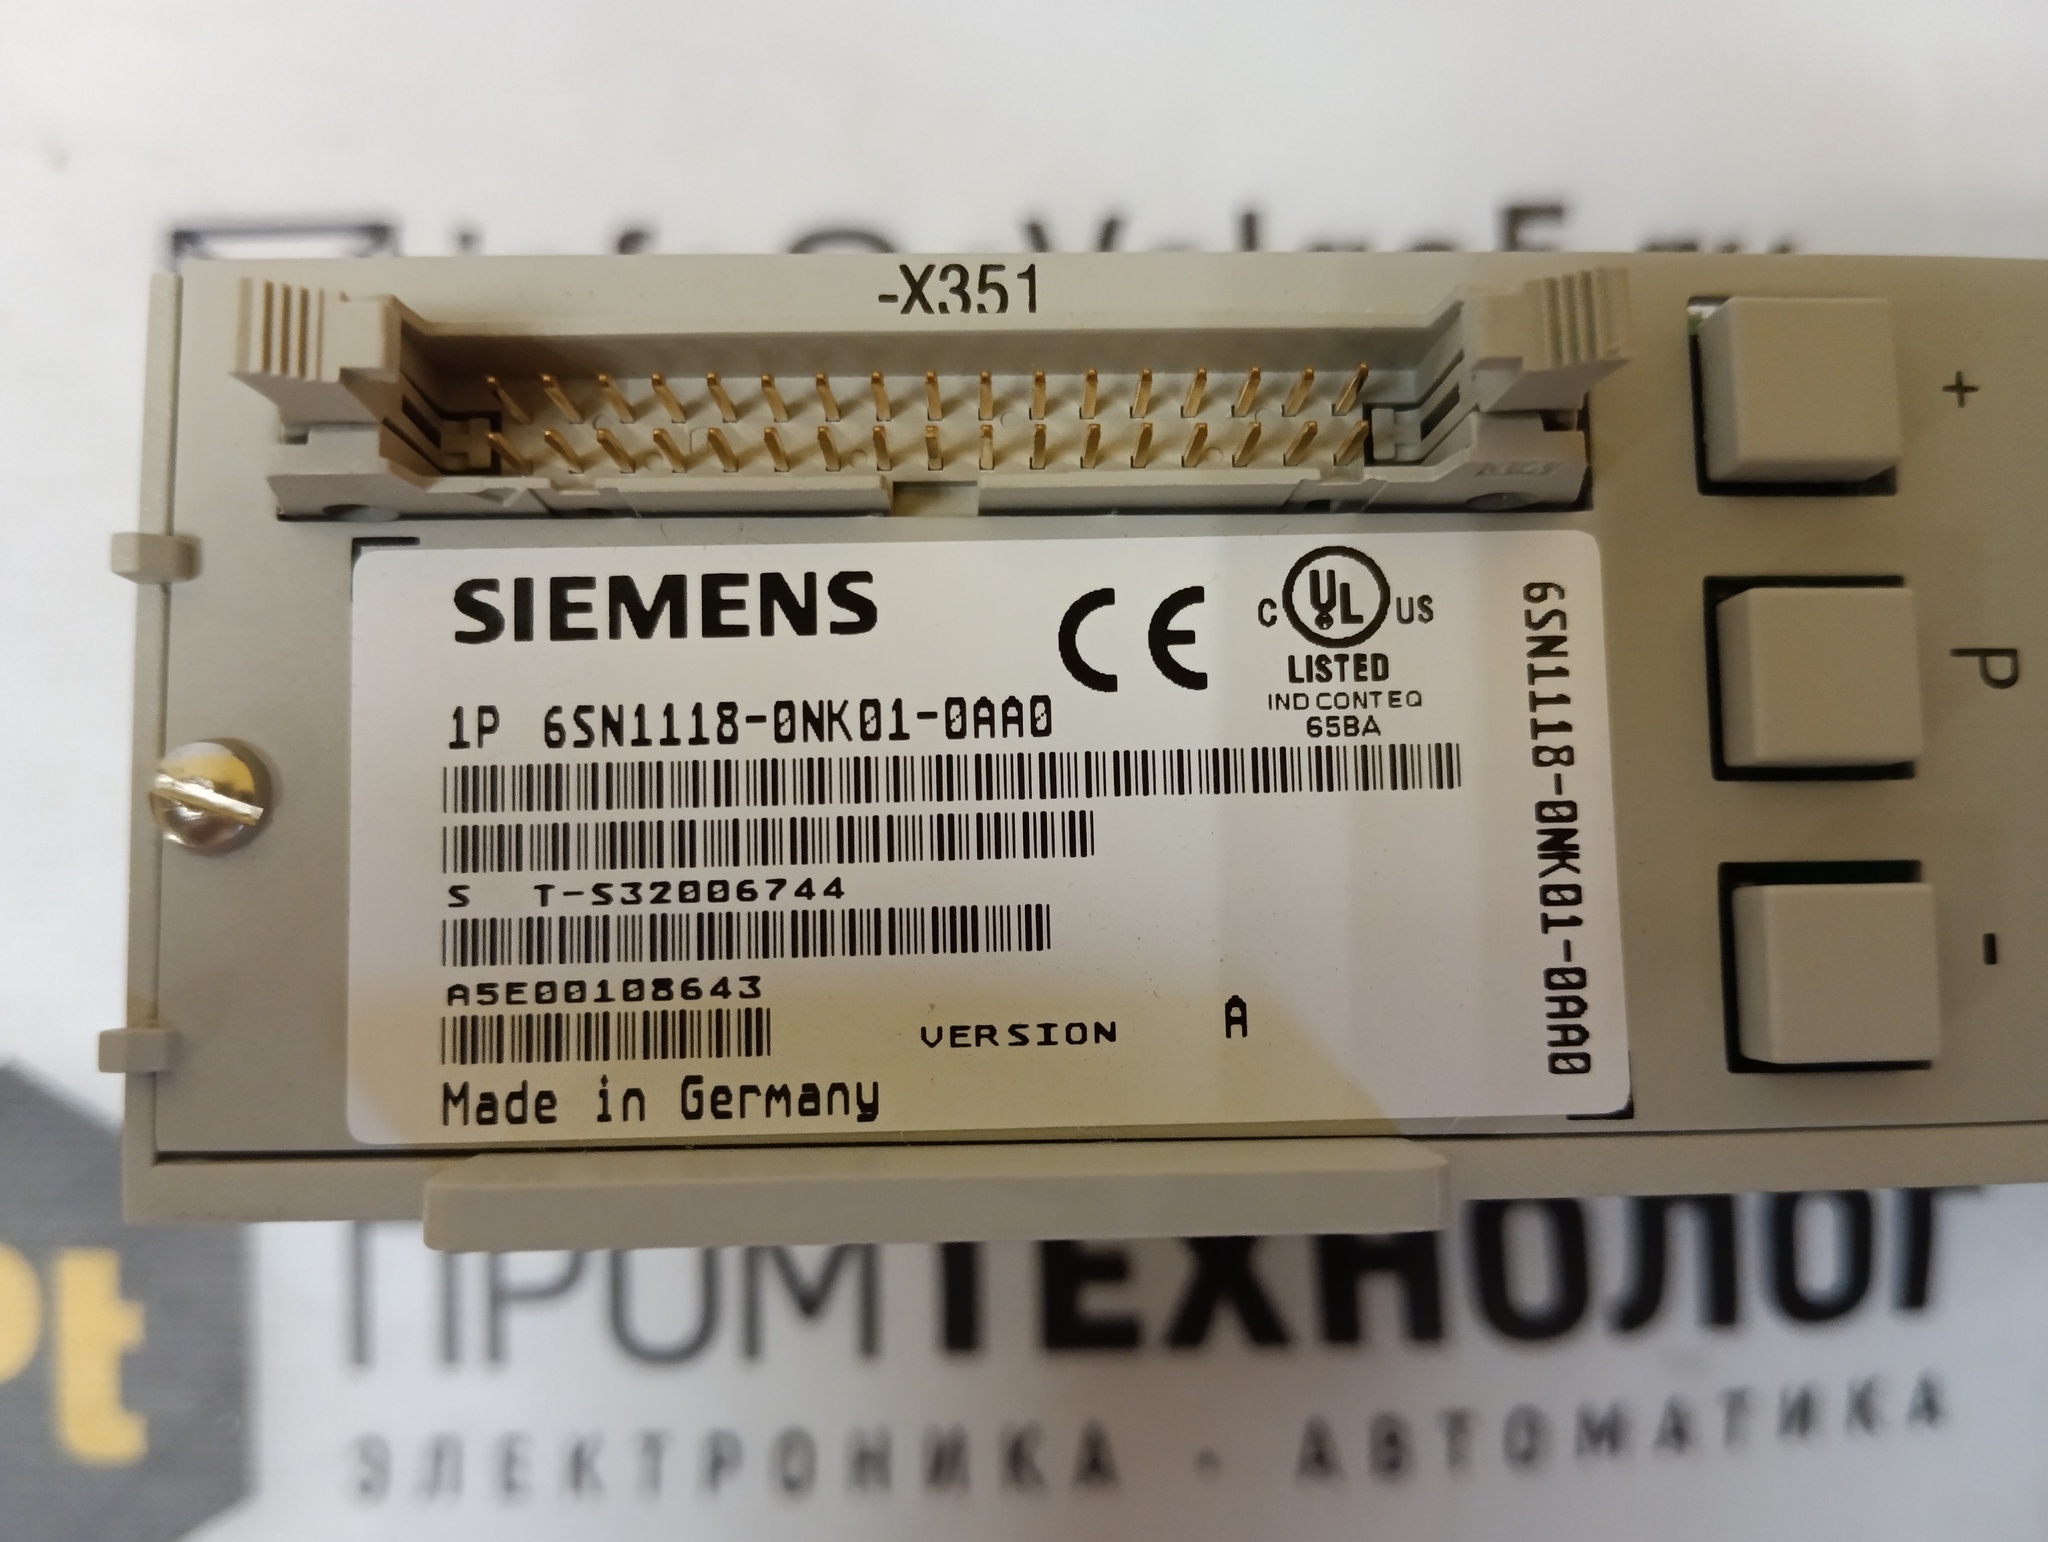 -X351
SIEMENS
CE
C UL US
LISTED
IND CONT EQ
65BA
1P 6SN1118-0NK01-0AA0
S T-S32006744
A5E00108643
VERSION A
Made in Germany
6SN1118-0NK01-0AA0
+
P
-
Pt
ПРОМТЕХНОЛОГ
ЭЛЕКТРОНИКА - АВТОМАТИКА